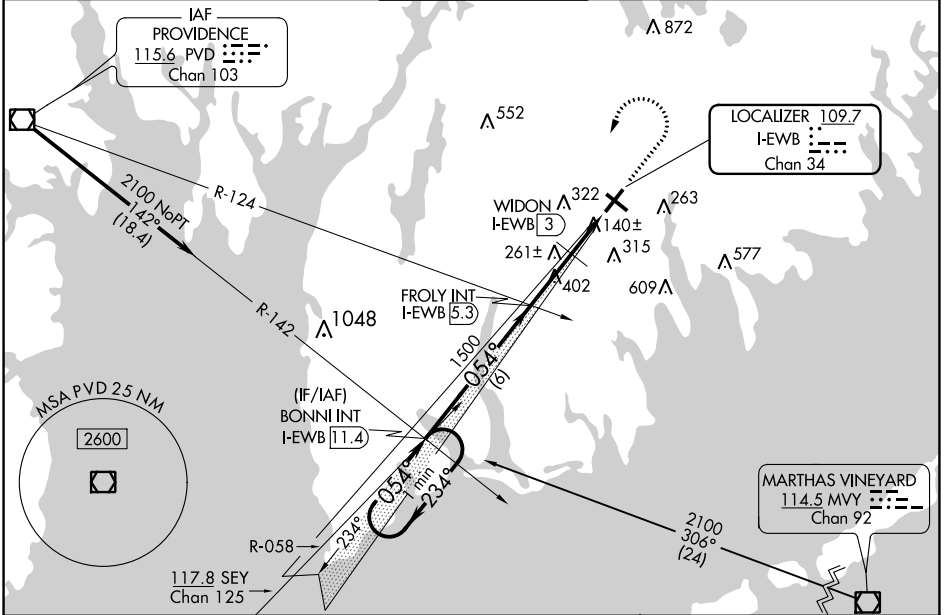 IAF
PROVIDENCE
115.6 PVD
Chan 103
872
552
LOCALIZER 109.7
I-EWB
Chan 34
2100 NoPT
142°
(18.4)
R-124
WIDON
I-EWB 3
322
263
140±
261±
315
577
402
609
FROLY INT
I-EWB 5.3
R-142
1048
1500
054°
(6)
MSA PVD 25 NM
2600
(IF/IAF)
BONNI INT
I-EWB 11.4
054°
1 min
234°
234°
R-058
117.8 SEY
Chan 125
2100
306°
(24)
MARTHAS VINEYARD
114.5 MVY
Chan 92